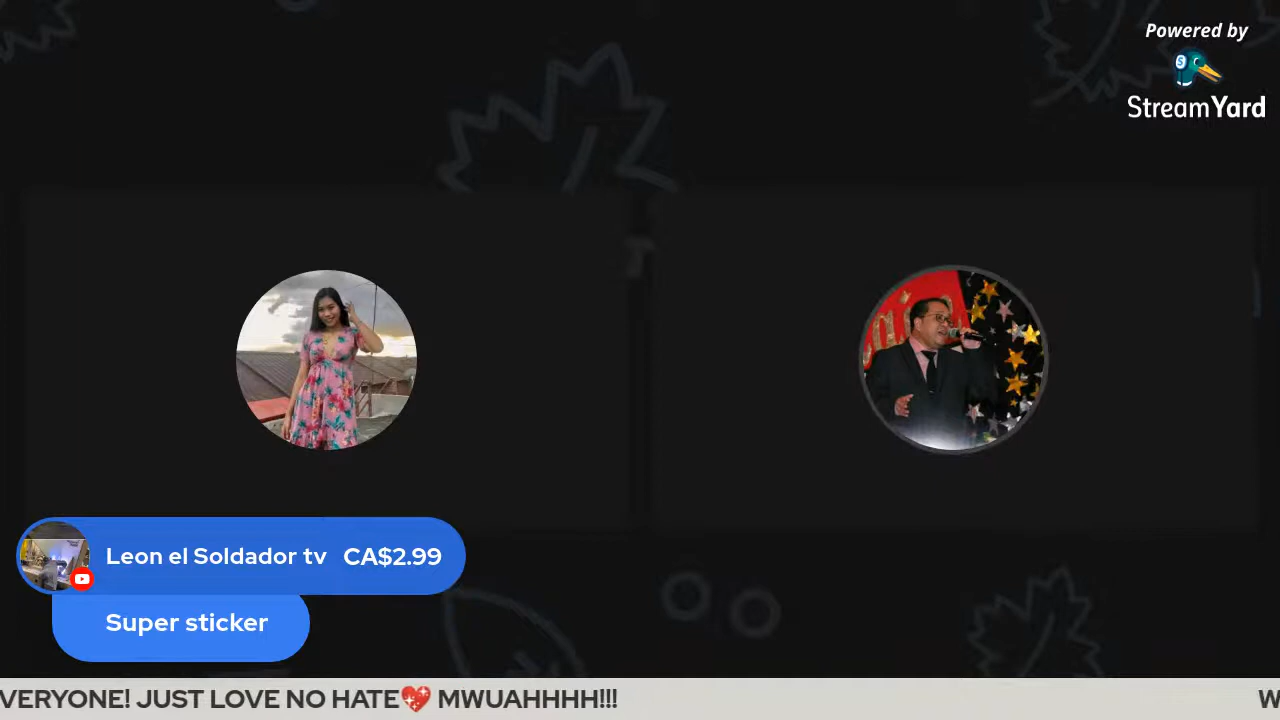 Powered by
StreamYard
Leon el Soldador tv CA$2.99
Super sticker
VERYONE! JUST LOVE NO HATE💖 MWUAHHHH!!! W